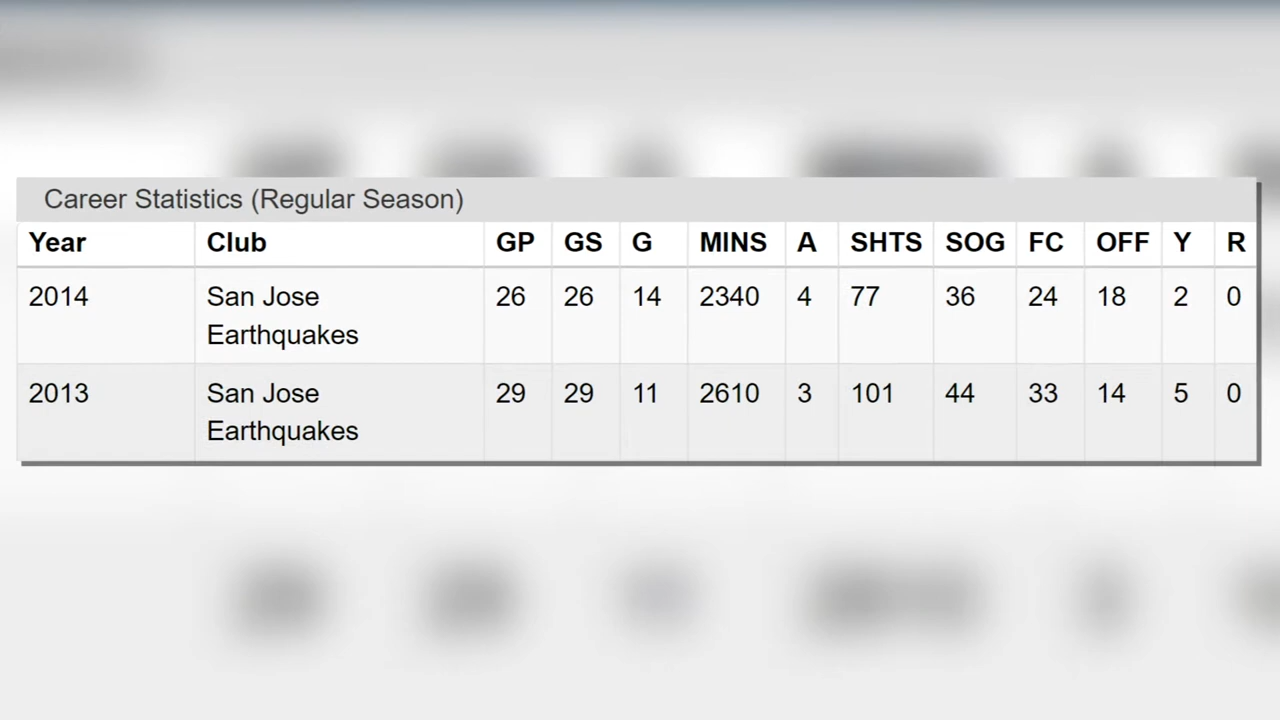 Career Statistics (Regular Season)
Year Club GP GS G MINS A SHTS SOG FC OFF Y R
2014 San Jose Earthquakes 26 26 14 2340 4 77 36 24 18 2 0
2013 San Jose Earthquakes 29 29 11 2610 3 101 44 33 14 5 0